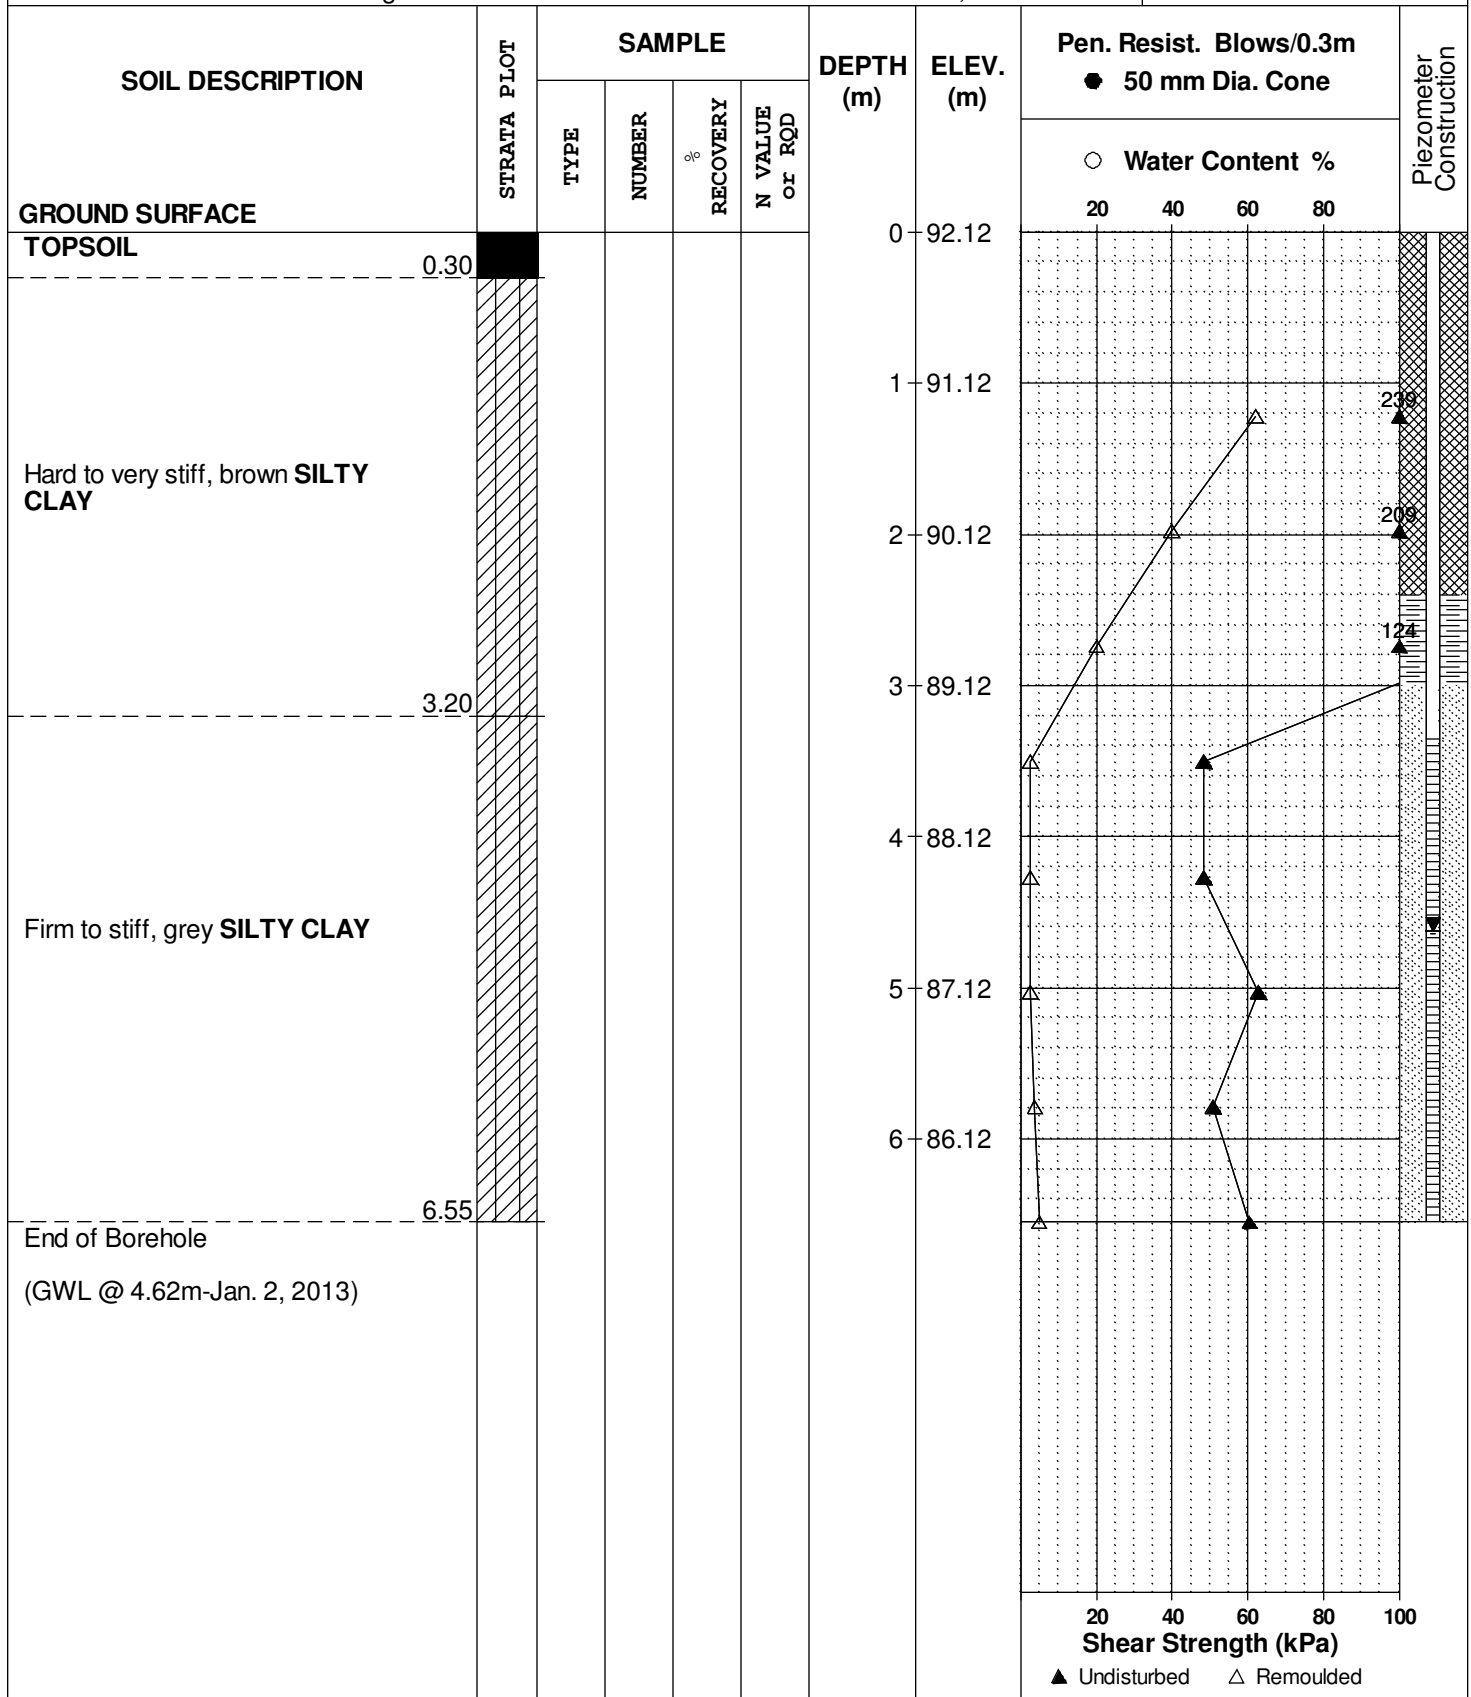 SOIL DESCRIPTION
GROUND SURFACE
STRATA PLOT
SAMPLE
TYPE
NUMBER
%
RECOVERY
N VALUE
or RQD
DEPTH
(m)
ELEV.
(m)
Pen. Resist. Blows/0.3m
● 50 mm Dia. Cone
○ Water Content %
20 40 60 80
Piezometer
Construction
TOPSOIL
0.30
Hard to very stiff, brown SILTY
CLAY
3.20
Firm to stiff, grey SILTY CLAY
6.55
End of Borehole
(GWL @ 4.62m-Jan. 2, 2013)
0 92.12
1 91.12
2 90.12
3 89.12
4 88.12
5 87.12
6 86.12
239
209
124
20 40 60 80 100
Shear Strength (kPa)
▲ Undisturbed △ Remoulded